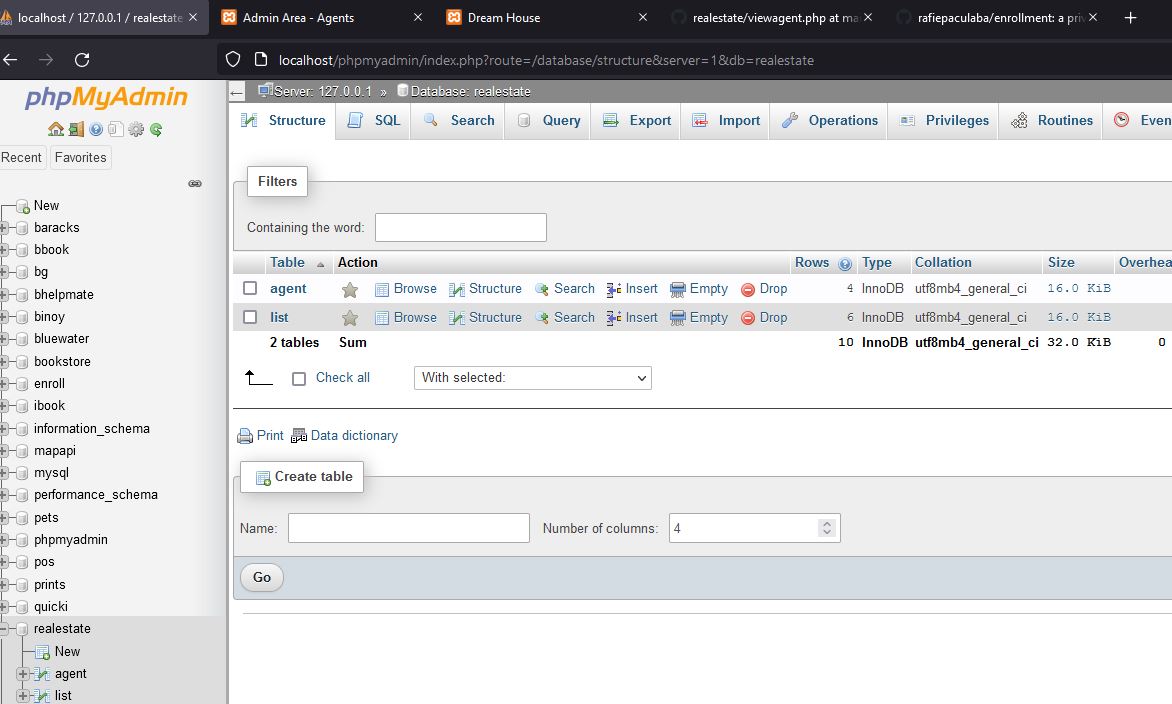 localhost / 127.0.0.1 / realestate
Admin Area - Agents
Dream House
realestate/viewagent.php at ma
rafiepaculaba/enrollment: a pri
localhost/phpmyadmin/index.php?route=/database/structure&server=1&db=realestate
phpMyAdmin
Recent
Favorites
New
baracks
bbook
bg
bhelpmate
binoy
bluewater
bookstore
enroll
ibook
information_schema
mapapi
mysql
performance_schema
pets
phpmyadmin
pos
prints
quicki
realestate
New
agent
list
Server: 127.0.0.1 » Database: realestate
Structure SQL Search Query Export Import Operations Privileges Routines Even
Filters
Containing the word:
Table Action Rows Type Collation Size Overhea
agent Browse Structure Search Insert Empty Drop 4 InnoDB utf8mb4_general_ci 16.0 KiB
list Browse Structure Search Insert Empty Drop 6 InnoDB utf8mb4_general_ci 16.0 KiB
2 tables Sum 10 InnoDB utf8mb4_general_ci 32.0 KiB 0
Check all With selected:
Print Data dictionary
Create table
Name: Number of columns: 4
Go